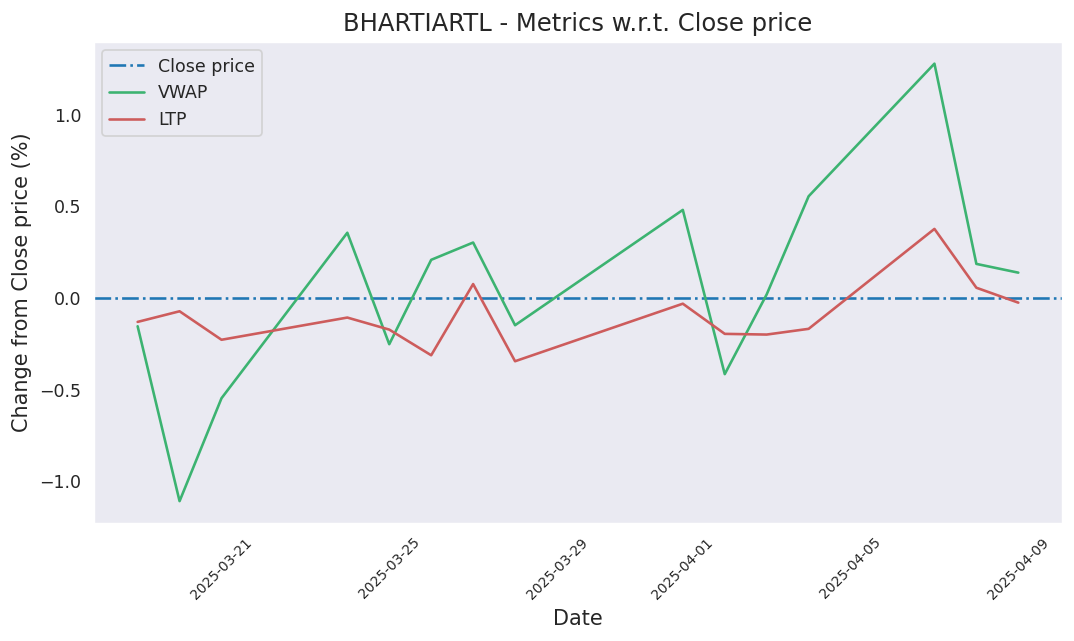 BHARTIARTL - Metrics w.r.t. Close price
Close price
VWAP
LTP
Change from Close price (%)
1.0
0.5
0.0
−0.5
−1.0
2025-03-21
2025-03-25
2025-03-29
2025-04-01
2025-04-05
2025-04-09
Date